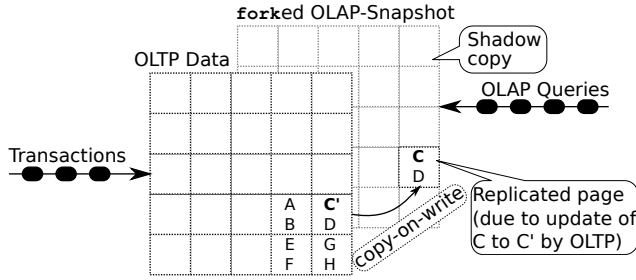 forked OLAP-Snapshot
OLTP Data
Shadow
copy
OLAP Queries
Transactions
C
D
A C'
B D
E G
F H
copy-on-write
Replicated page
(due to update of
C to C' by OLTP)